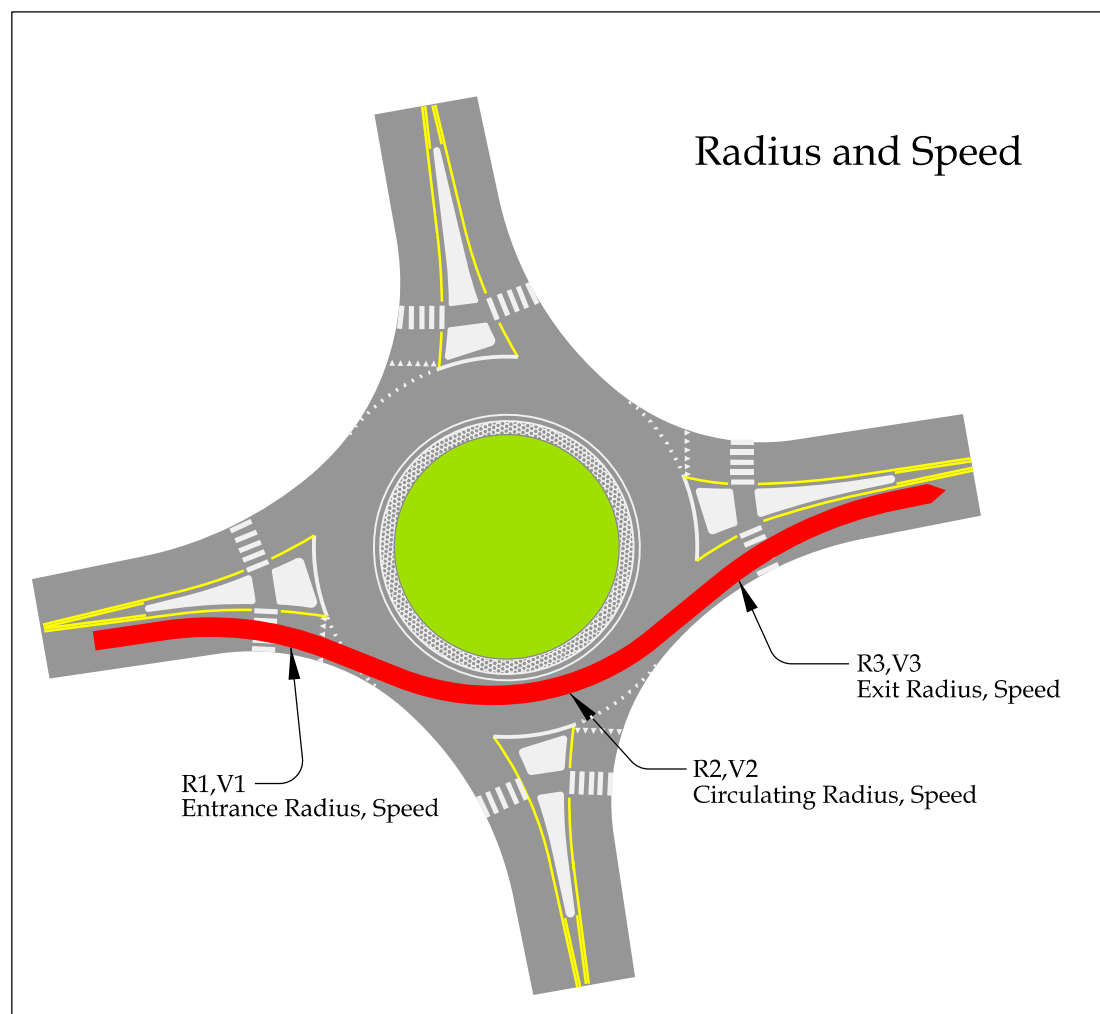 Radius and Speed
R3,V3
Exit Radius, Speed
R2,V2
Circulating Radius, Speed
R1,V1
Entrance Radius, Speed